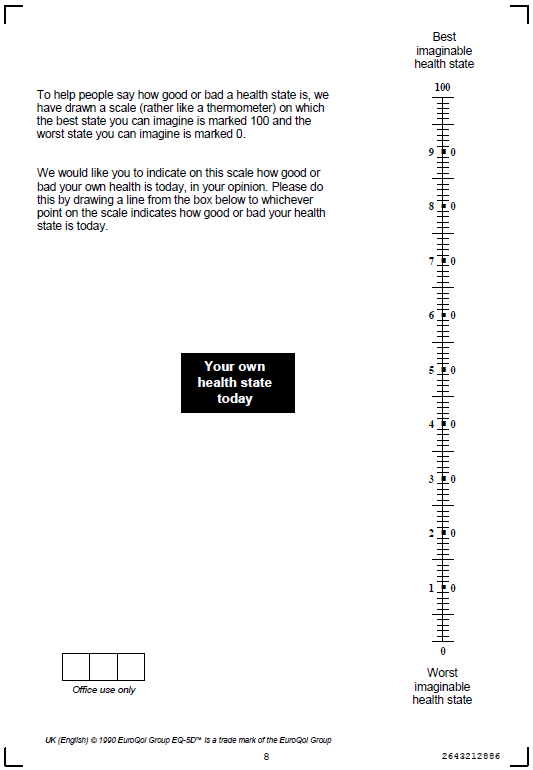 Best
imaginable
health state
To help people say how good or bad a health state is, we
have drawn a scale (rather like a thermometer) on which
the best state you can imagine is marked 100 and the
worst state you can imagine is marked 0.
We would like you to indicate on this scale how good or
bad your own health is today, in your opinion. Please do
this by drawing a line from the box below to whichever
point on the scale indicates how good or bad your health
state is today.
Your own
health state
today
100
9 0
8 0
7 0
6 0
5 0
4 0
3 0
2 0
1 0
0
Worst
imaginable
health state
Office use only
UK (English) © 1990 EuroQol Group EQ-5D™ is a trade mark of the EuroQol Group
8
2643212886